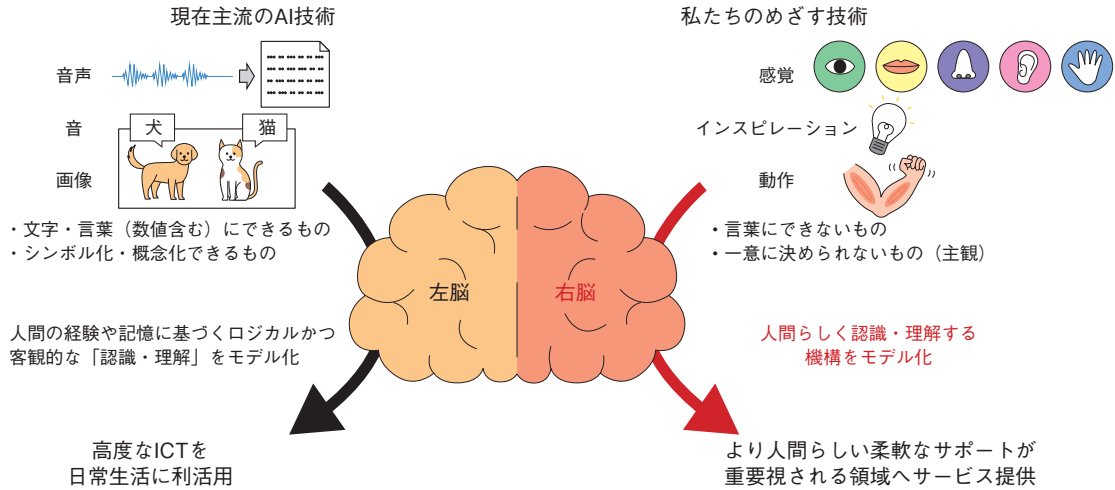 現在主流のAI技術
音声
音
犬
猫
画像
・文字・言葉（数値含む）にできるもの
・シンボル化・概念化できるもの
人間の経験や記憶に基づくロジカルかつ
客観的な「認識・理解」をモデル化
高度なICTを
日常生活に利活用
左脳
右脳
私たちのめざす技術
感覚
インスピレーション
動作
・言葉にできないもの
・一意に決められないもの（主観）
人間らしく認識・理解する
機構をモデル化
より人間らしい柔軟なサポートが
重要視される領域へサービス提供